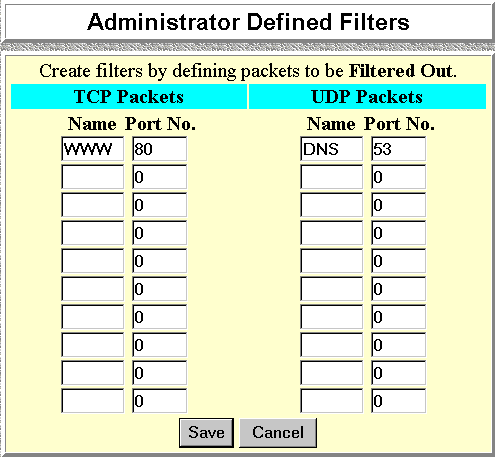 Administrator Defined Filters
Create filters by defining packets to be Filtered Out.
TCP Packets UDP Packets
Name Port No. Name Port No.
WWW 80 DNS 53
0 0
0 0
0 0
0 0
0 0
0 0
0 0
0 0
0 0
Save Cancel